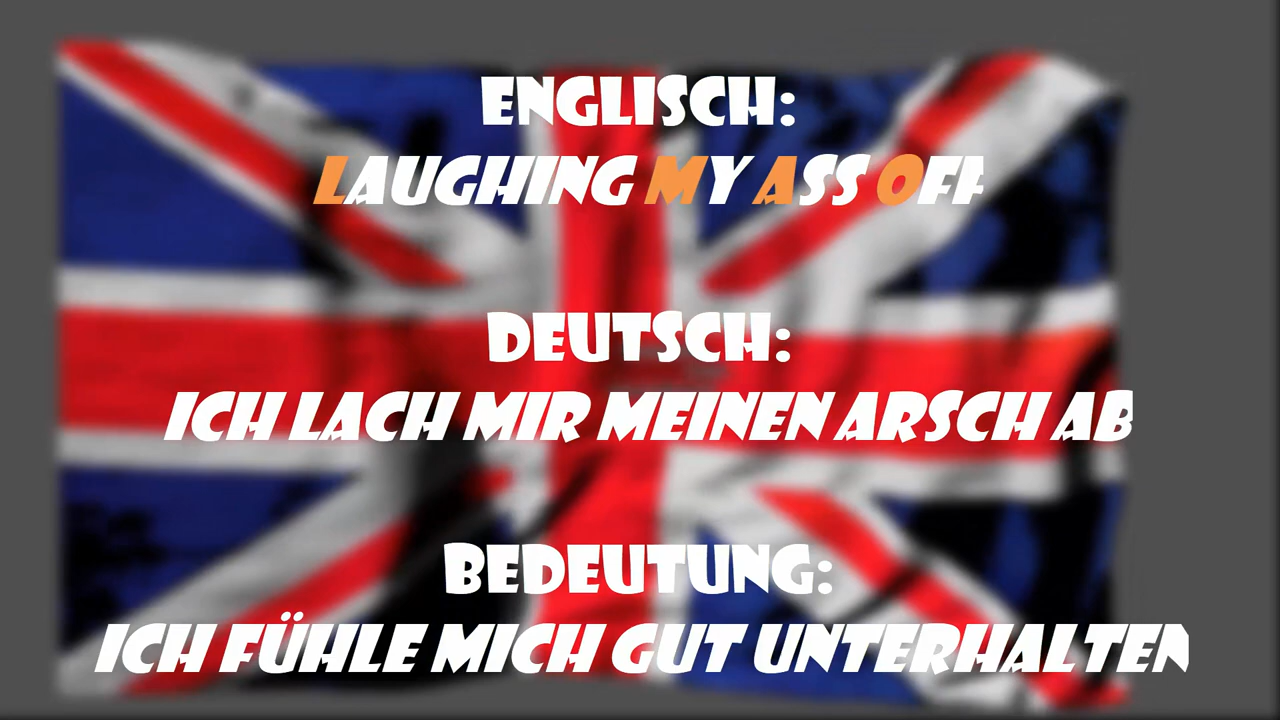 ENGLISCH:
LAUGHING MY ASS OFF
DEUTSCH:
ICH LACH MIR MEINEN ARSCH AB
BEDEUTUNG:
ICH FÜHLE MICH GUT UNTERHALTEN